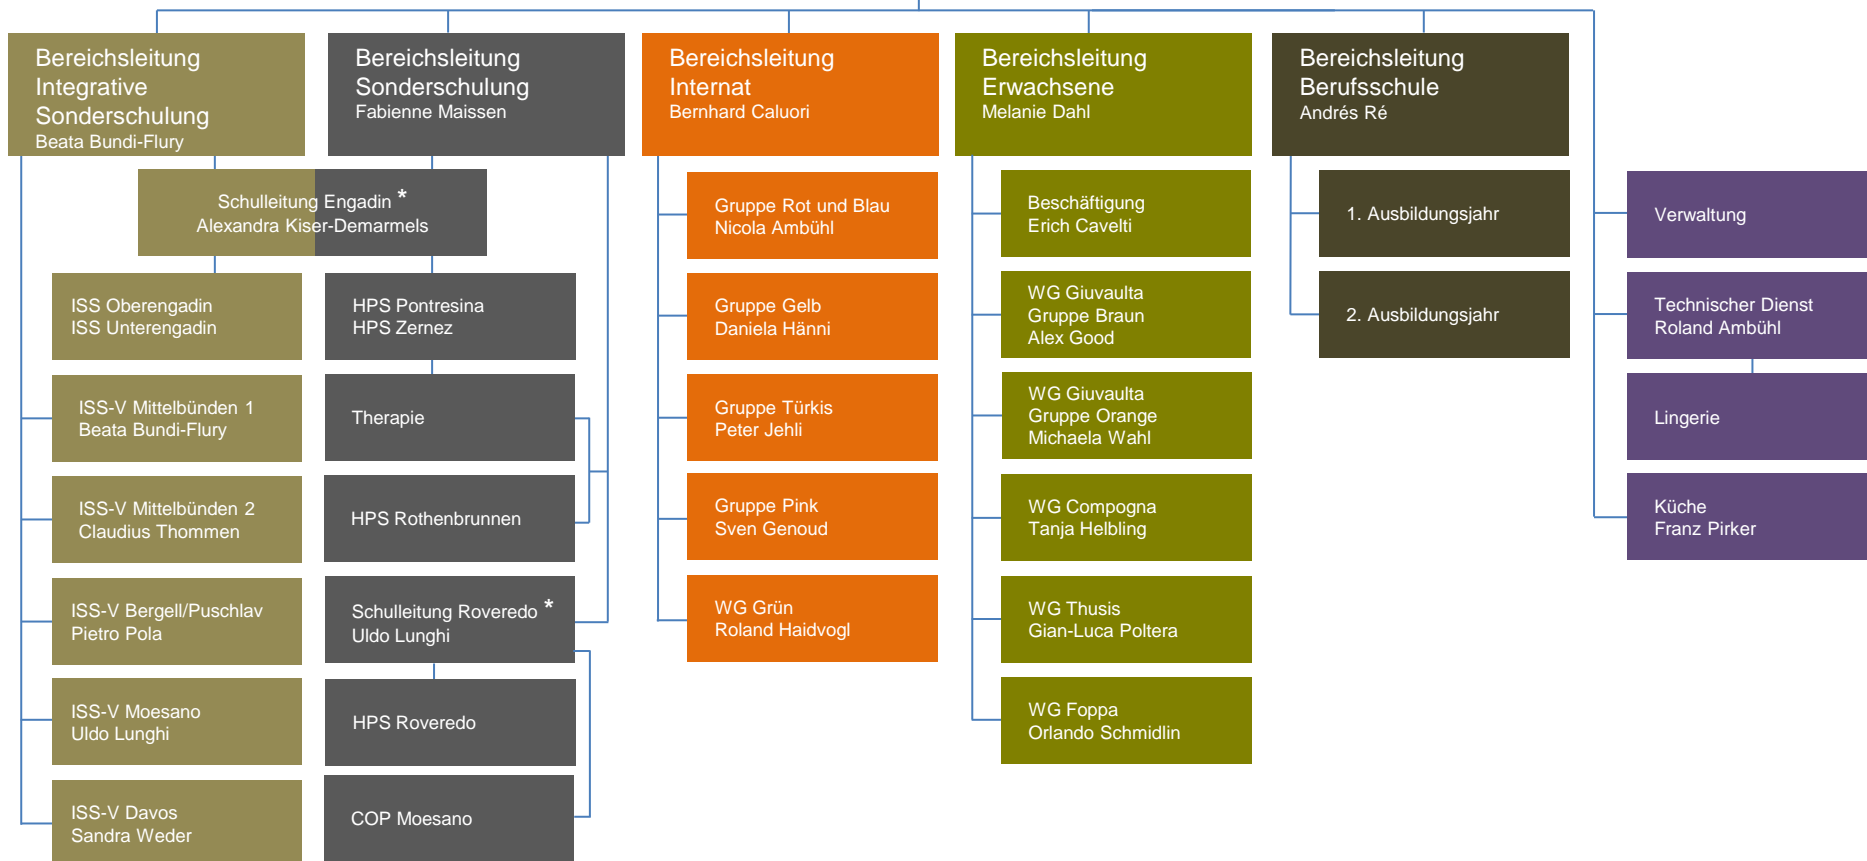 Bereichsleitung
Integrative
Sonderschulung
Beata Bundi-Flury
Bereichsleitung
Sonderschulung
Fabienne Maissen
Bereichsleitung
Internat
Bernhard Caluori
Bereichsleitung
Erwachsene
Melanie Dahl
Bereichsleitung
Berufsschule
Andrés Ré
Schulleitung Engadin *
Alexandra Kiser-Demarmels
ISS Oberengadin
ISS Unterengadin
ISS-V Mittelbünden 1
Beata Bundi-Flury
ISS-V Mittelbünden 2
Claudius Thommen
ISS-V Bergell/Puschlav
Pietro Pola
ISS-V Moesano
Uldo Lunghi
ISS-V Davos
Sandra Weder
HPS Pontresina
HPS Zernez
Therapie
HPS Rothenbrunnen
Schulleitung Roveredo *
Uldo Lunghi
HPS Roveredo
COP Moesano
Gruppe Rot und Blau
Nicola Ambühl
Gruppe Gelb
Daniela Hänni
Gruppe Türkis
Peter Jehli
Gruppe Pink
Sven Genoud
WG Grün
Roland Haidvogl
Beschäftigung
Erich Cavelti
WG Giuvaulta
Gruppe Braun
Alex Good
WG Giuvaulta
Gruppe Orange
Michaela Wahl
WG Compogna
Tanja Helbling
WG Thusis
Gian-Luca Poltera
WG Foppa
Orlando Schmidlin
1. Ausbildungsjahr
2. Ausbildungsjahr
Verwaltung
Technischer Dienst
Roland Ambühl
Lingerie
Küche
Franz Pirker